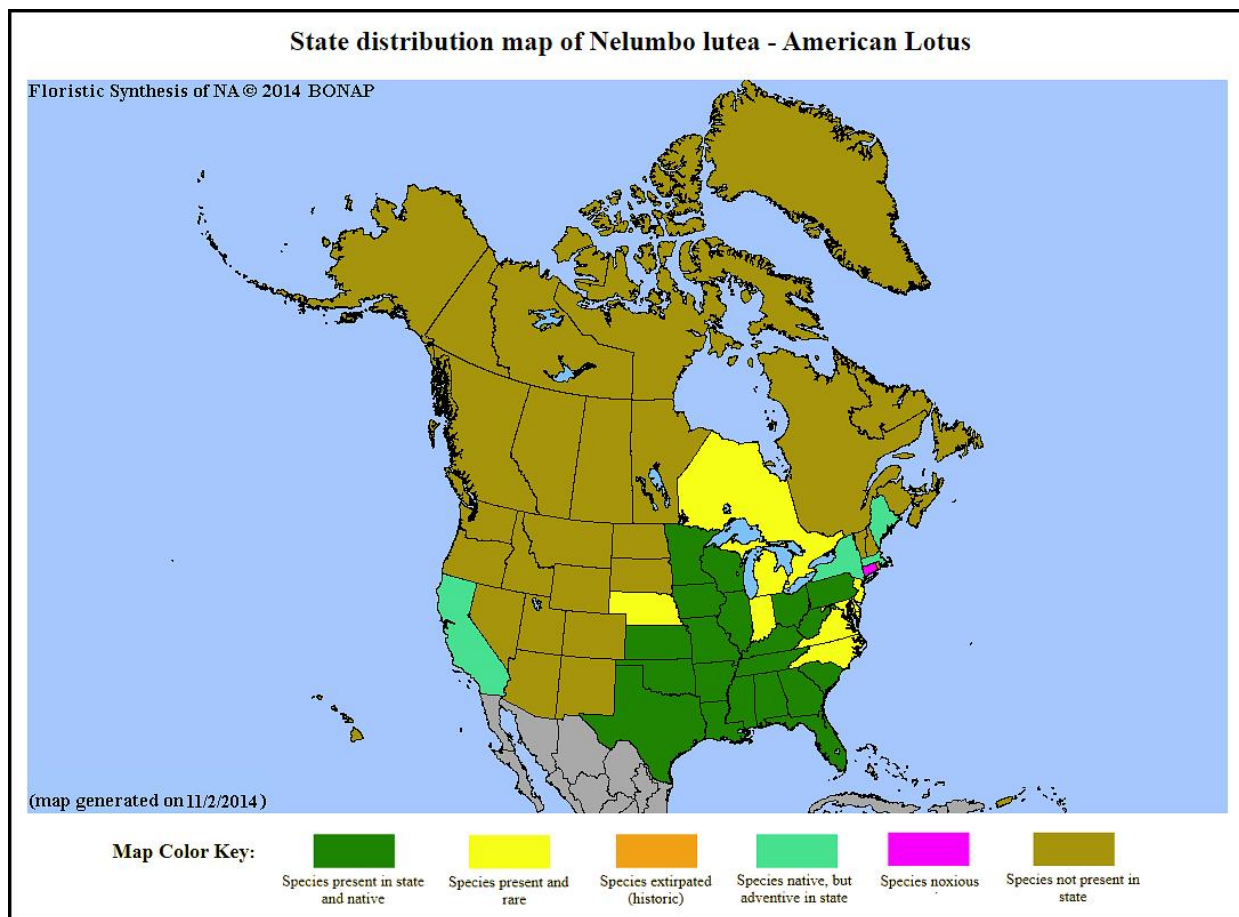 State distribution map of Nelumbo lutea - American Lotus
Floristic Synthesis of NA © 2014 BONAP
(map generated on 11/2/2014)
Map Color Key:
Species present in state
and native
Species present and
rare
Species extirpated
(historic)
Species native, but
adventive in state
Species noxious
Species not present in
state